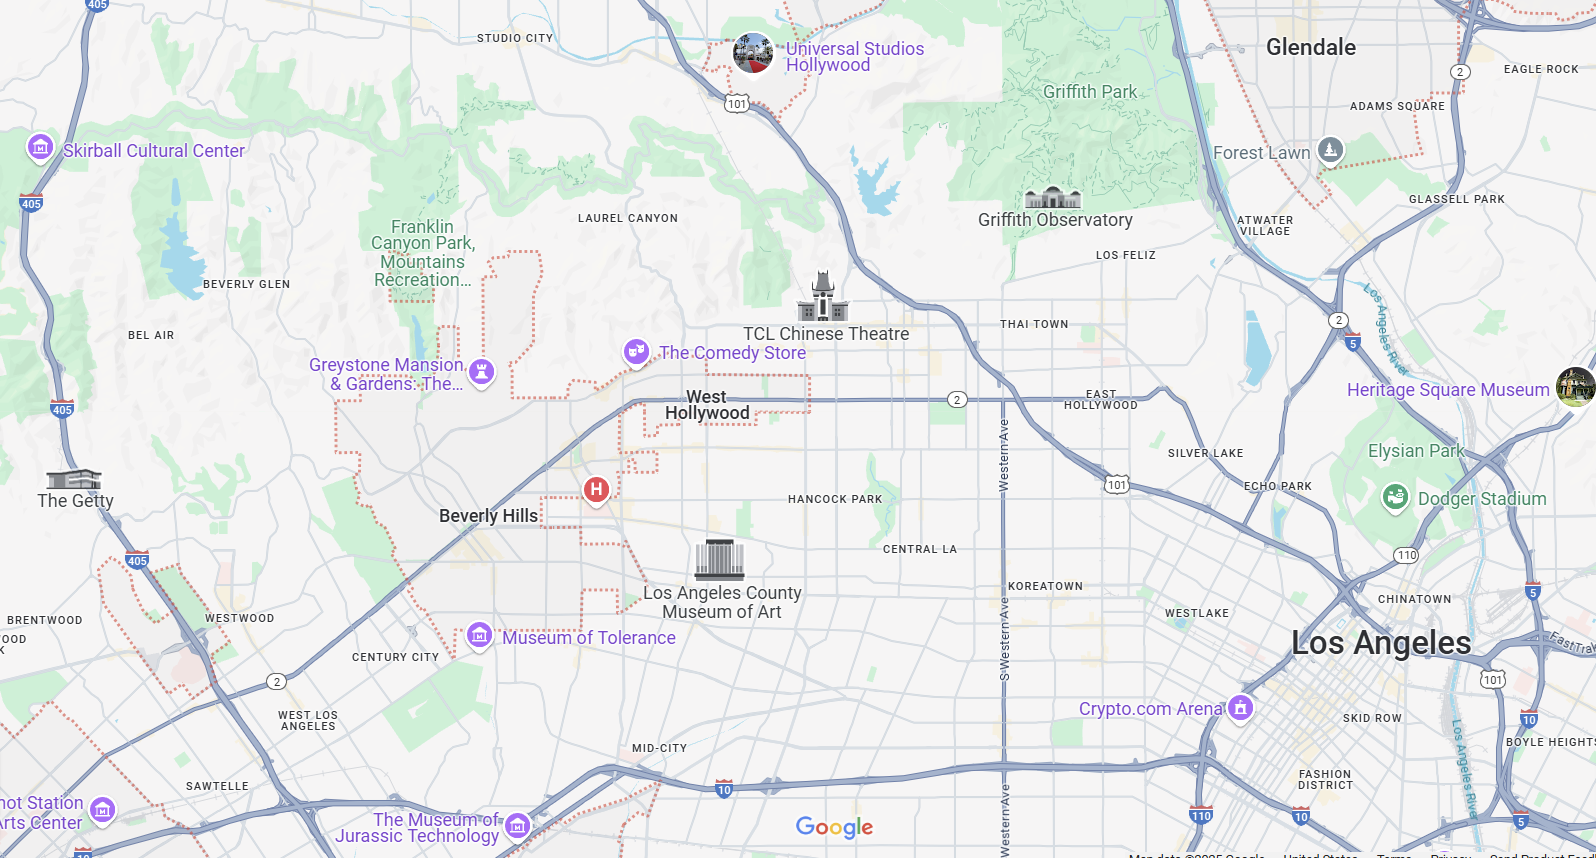 405
STUDIO CITY
Universal Studios
Hollywood
Glendale
2
EAGLE ROCK
101
Griffith Park
ADAMS SQUARE
Skirball Cultural Center
Forest Lawn
405
GLASSELL PARK
LAUREL CANYON
Griffith Observatory
ATWATER
VILLAGE
Franklin
Canyon Park,
Mountains
Recreation...
LOS FELIZ
BEVERLY GLEN
Los Angeles River
BEL AIR
TCL Chinese Theatre
THAI TOWN
2
5
The Comedy Store
Greystone Mansion
& Gardens: The...
Heritage Square Museum
West
Hollywood
2
EAST
HOLLYWOOD
405
Western Ave
SILVER LAKE
Elysian Park
The Getty
H
101
ECHO PARK
HANCOCK PARK
Dodger Stadium
Beverly Hills
CENTRAL LA
110
405
Los Angeles County
Museum of Art
KOREATOWN
5
CHINATOWN
BRENTWOOD
WESTWOOD
WESTLAKE
OOD
K
Museum of Tolerance
S Western Ave
Los Angeles
FastTra
CENTURY CITY
2
101
Crypto.com Arena
WEST LOS
ANGELES
SKID ROW
10
Los Angeles River
BOYLE HEIGHTS
MID-CITY
SAWTELLE
10
FASHION
DISTRICT
not Station
Arts Center
The Museum of
Jurassic Technology
Google
Western Ave
110
10
5
10
Map data ©2025 Google
United States
Terms
Privacy
Send Product Feedb